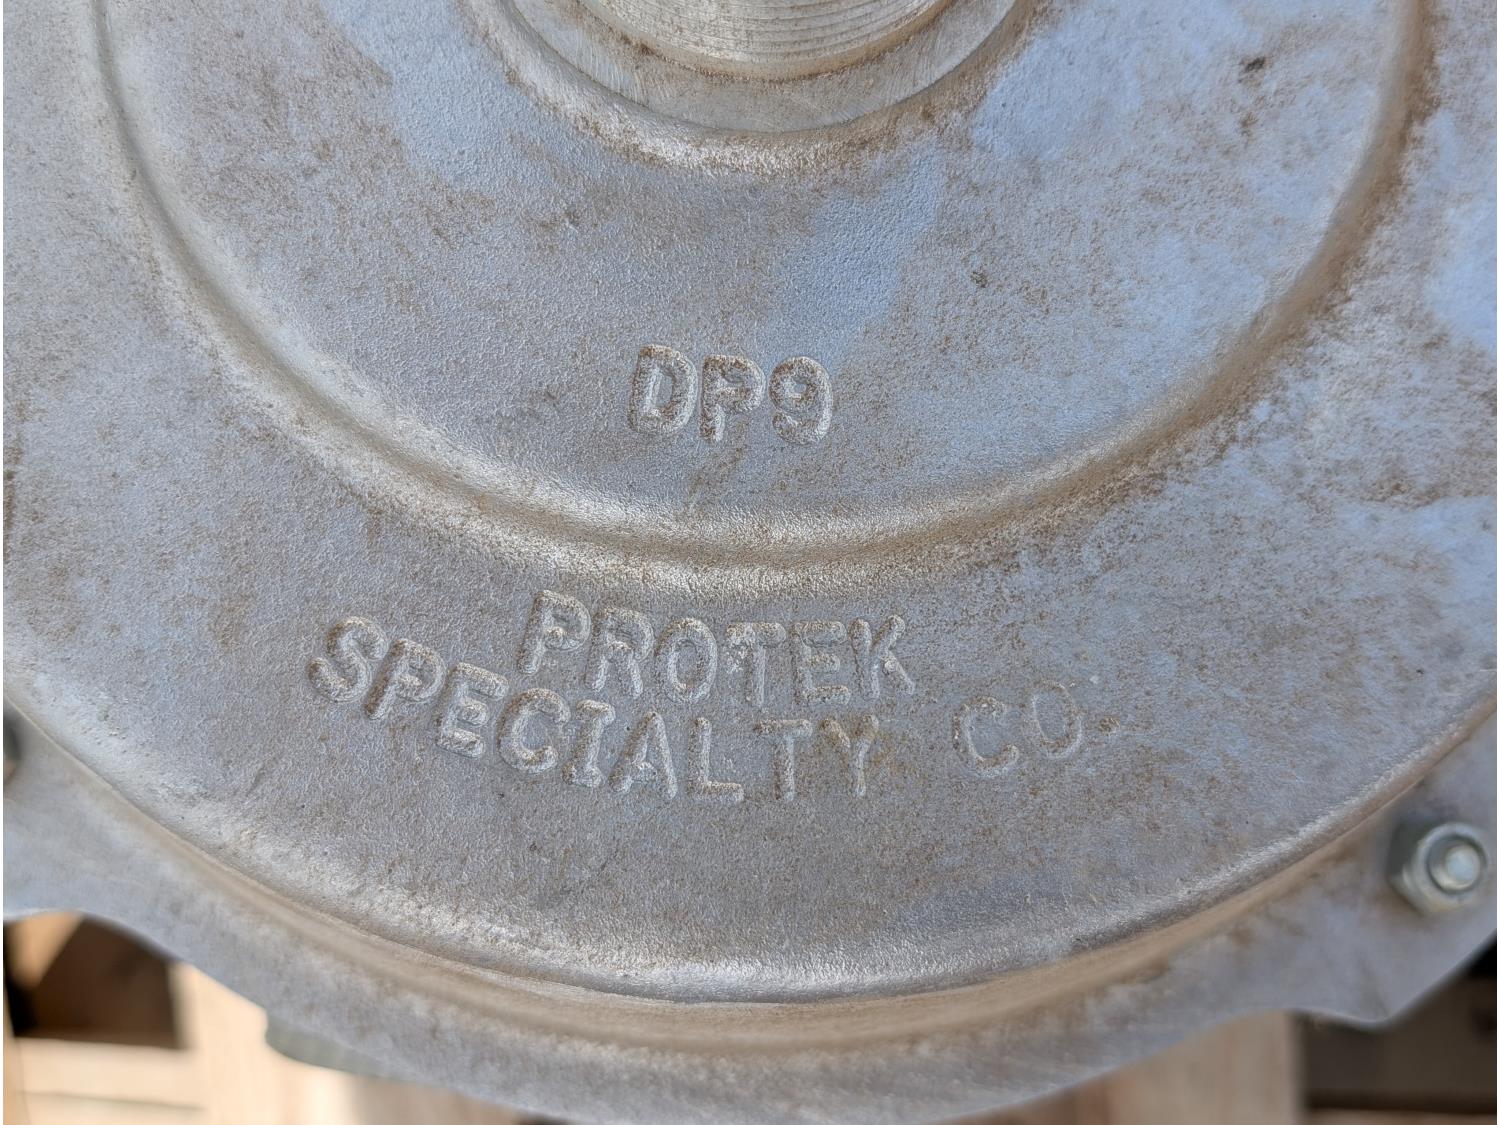 DP9
PROTEK
SPECIALTY CO.